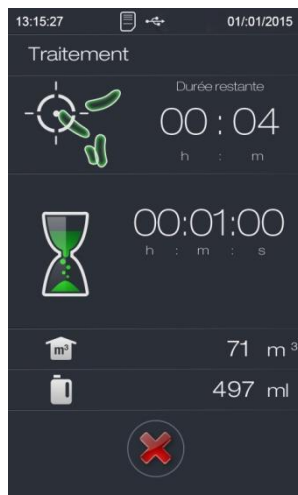 13:15:27 01/:01/2015
Traitement
Durée restante
00 : 04
h : m
00:01:00
h : m : s
m³ 71 m³
497 ml